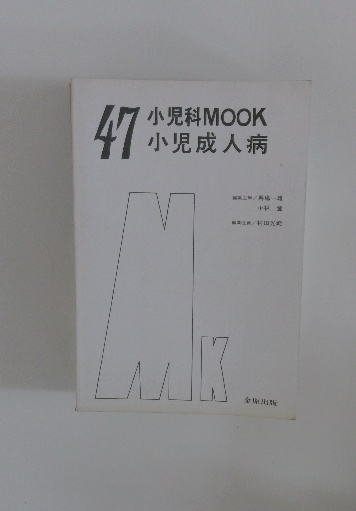 47
小児科MOOK
小児成人病
編集主幹／馬場一雄
小林 登
編集企画／村田光範
MK
金原出版